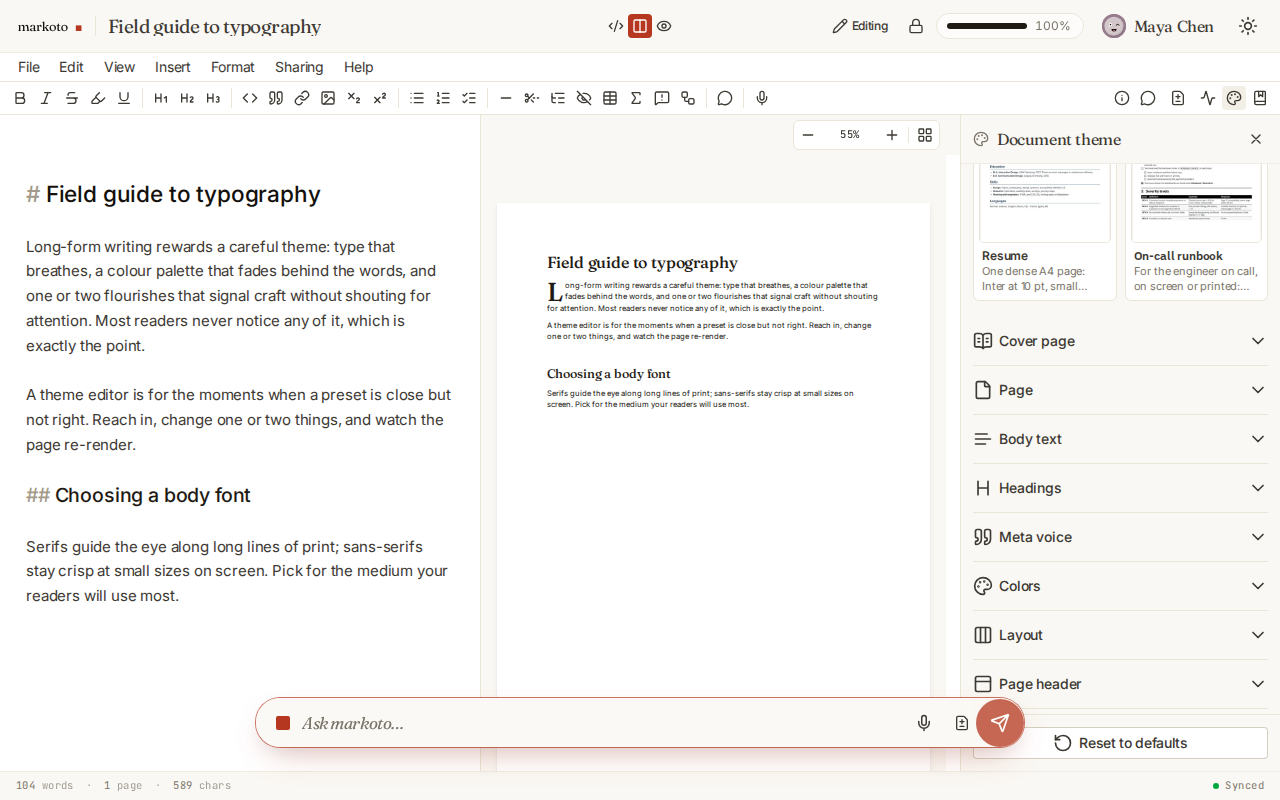 markoto
Field guide to typography
Editing
100%
Maya Chen
File Edit View Insert Format Sharing Help
H1 H2 H3
55%
Document theme
# Field guide to typography
Long-form writing rewards a careful theme: type that
breathes, a colour palette that fades behind the words, and
one or two flourishes that signal craft without shouting for
attention. Most readers never notice any of it, which is
exactly the point.
A theme editor is for the moments when a preset is close but
not right. Reach in, change one or two things, and watch the
page re-render.
## Choosing a body font
Serifs guide the eye along long lines of print; sans-serifs
stay crisp at small sizes on screen. Pick for the medium your
readers will use most.
Field guide to typography
Long-form writing rewards a careful theme: type that breathes, a colour palette that
fades behind the words, and one or two flourishes that signal craft without shouting
for attention. Most readers never notice any of it, which is exactly the point.
A theme editor is for the moments when a preset is close but not right. Reach in, change
one or two things, and watch the page re-render.
Choosing a body font
Serifs guide the eye along long lines of print; sans-serifs stay crisp at small sizes on
screen. Pick for the medium your readers will use most.
Resume
One dense A4 page:
Inter at 10 pt, small...
On-call runbook
For the engineer on call,
on screen or printed:...
Cover page
Page
Body text
Headings
Meta voice
Colors
Layout
Page header
Reset to defaults
Ask markoto...
104 words · 1 page · 589 chars
Synced